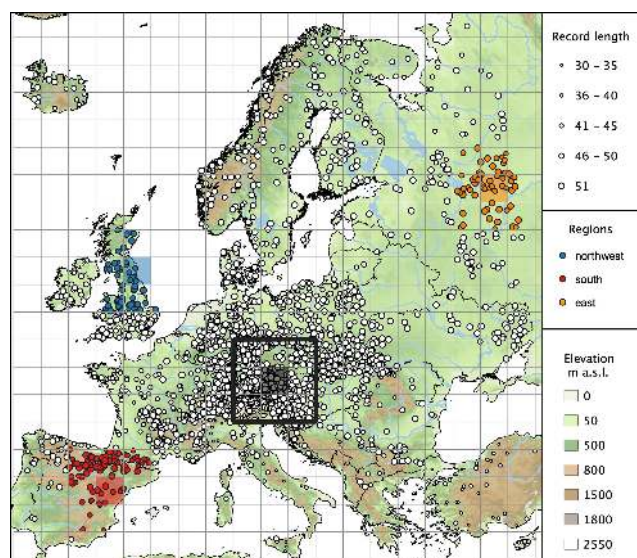 Record length
30 - 35
36 - 40
41 - 45
46 - 50
51
Regions
northwest
south
east
Elevation
m a.s.l.
0
50
500
800
1500
1800
2550